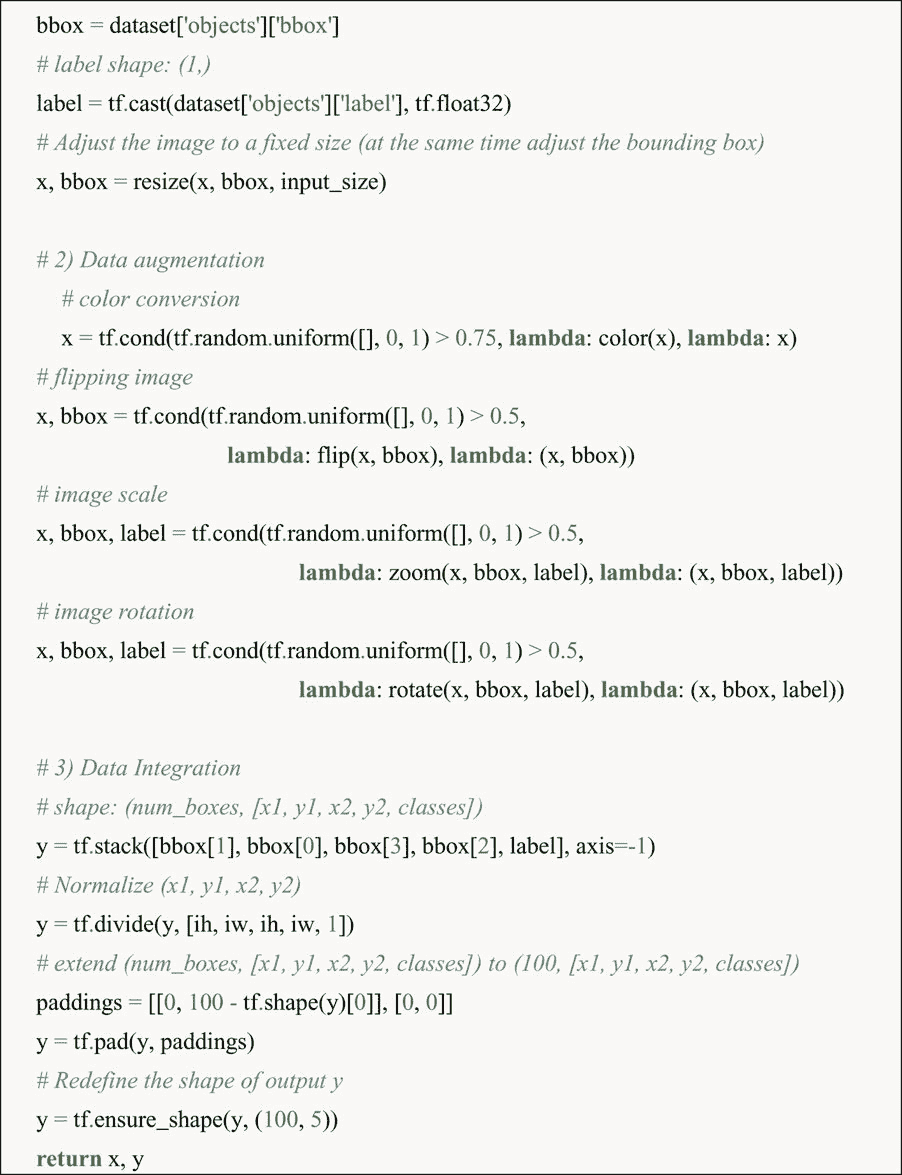 bbox = dataset['objects']['bbox']
# label shape: (1,)
label = tf.cast(dataset['objects']['label'], tf.float32)
# Adjust the image to a fixed size (at the same time adjust the bounding box)
x, bbox = resize(x, bbox, input_size)
# 2) Data augmentation
# color conversion
x = tf.cond(tf.random.uniform([], 0, 1) > 0.75, lambda: color(x), lambda: x)
# flipping image
x, bbox = tf.cond(tf.random.uniform([], 0, 1) > 0.5,
lambda: flip(x, bbox), lambda: (x, bbox))
# image scale
x, bbox, label = tf.cond(tf.random.uniform([], 0, 1) > 0.5,
lambda: zoom(x, bbox, label), lambda: (x, bbox, label))
# image rotation
x, bbox, label = tf.cond(tf.random.uniform([], 0, 1) > 0.5,
lambda: rotate(x, bbox, label), lambda: (x, bbox, label))
# 3) Data Integration
# shape: (num_boxes, [x1, y1, x2, y2, classes])
y = tf.stack([bbox[1], bbox[0], bbox[3], bbox[2], label], axis=-1)
# Normalize (x1, y1, x2, y2)
y = tf.divide(y, [ih, iw, ih, iw, 1])
# extend (num_boxes, [x1, y1, x2, y2, classes]) to (100, [x1, y1, x2, y2, classes])
paddings = [[0, 100 - tf.shape(y)[0]], [0, 0]]
y = tf.pad(y, paddings)
# Redefine the shape of output y
y = tf.ensure_shape(y, (100, 5))
return x, y